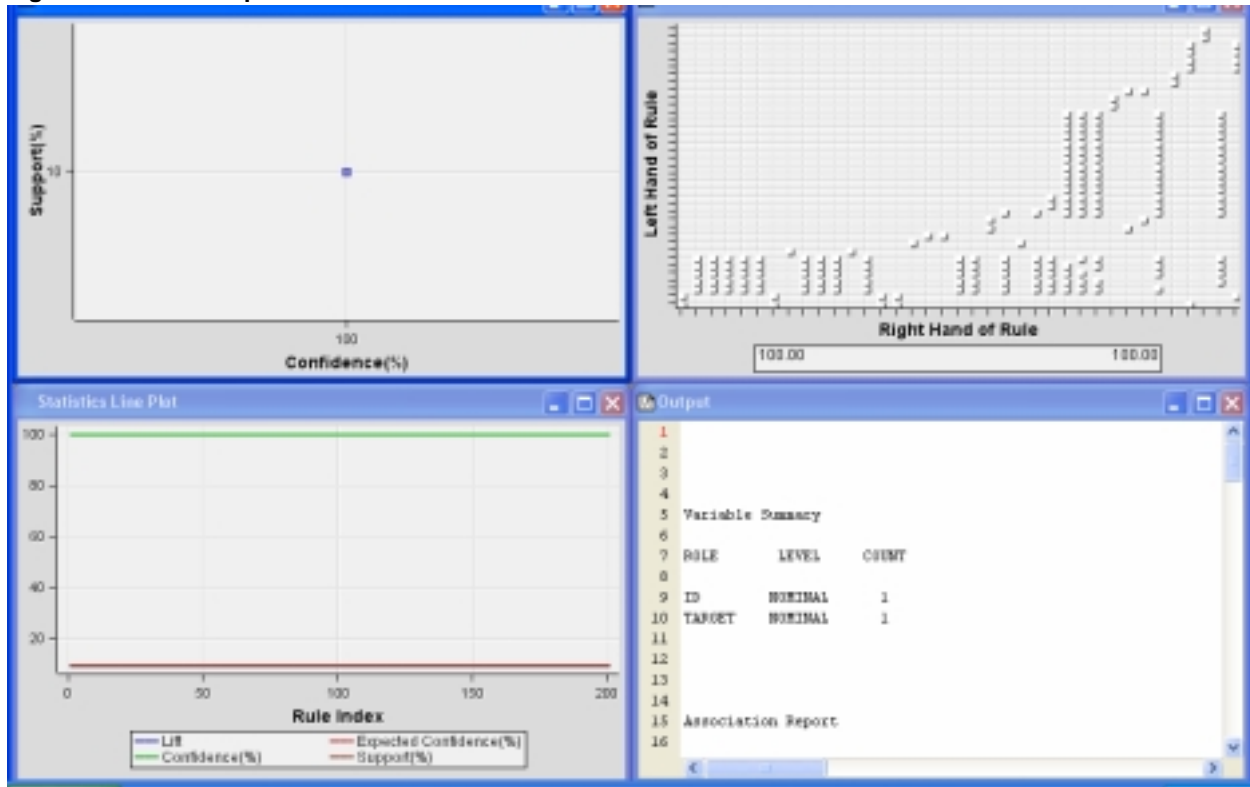 Support(%)
10
100
Confidence(%)
Left Hand of Rule
Right Hand of Rule
100.00 100.00
Statistics Line Plot
100
80
60
40
20
0 50 100 150 200
Rule Index
Lift Expected Confidence(%)
Confidence(%) Support(%)
Output
1
2
3
4
5 Variable Summary
6
7 ROLE LEVEL COUNT
8
9 ID NOMINAL 1
10 TARGET NOMINAL 1
11
12
13
14
15 Association Report
16